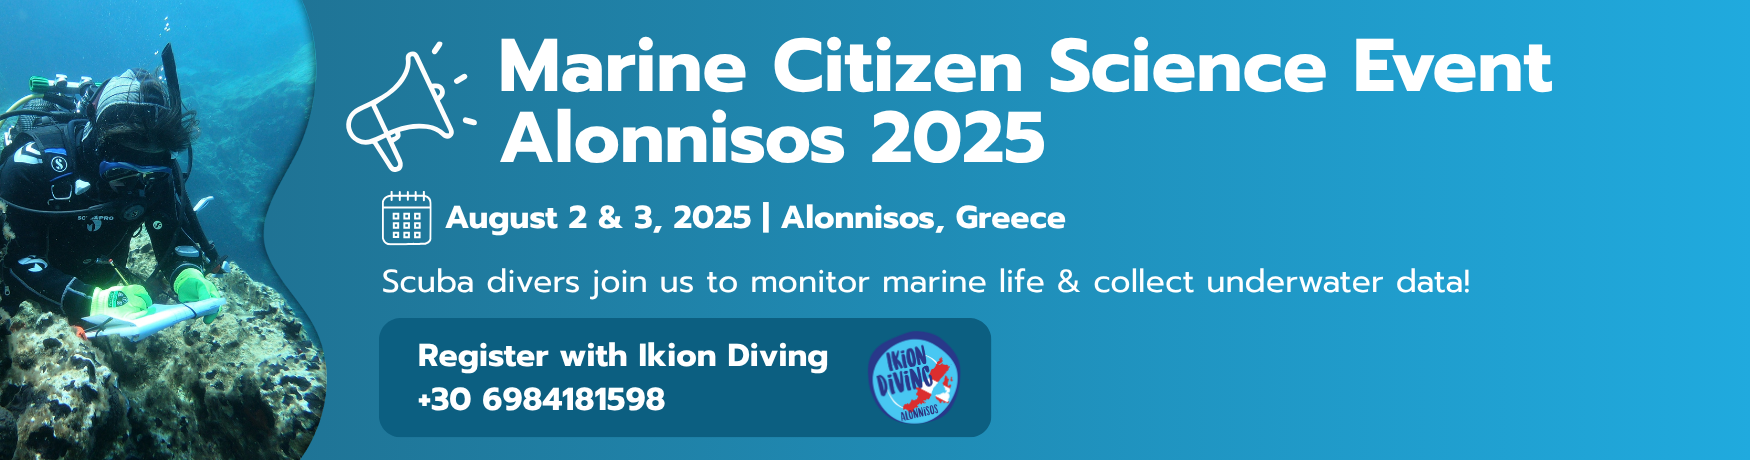 Marine Citizen Science Event
Alonnisos 2025
August 2 & 3, 2025 | Alonnisos, Greece
Scuba divers join us to monitor marine life & collect underwater data!
Register with Ikion Diving
+30 6984181598
IKION
DIVING
ALONNISOS
SCUBAPRO